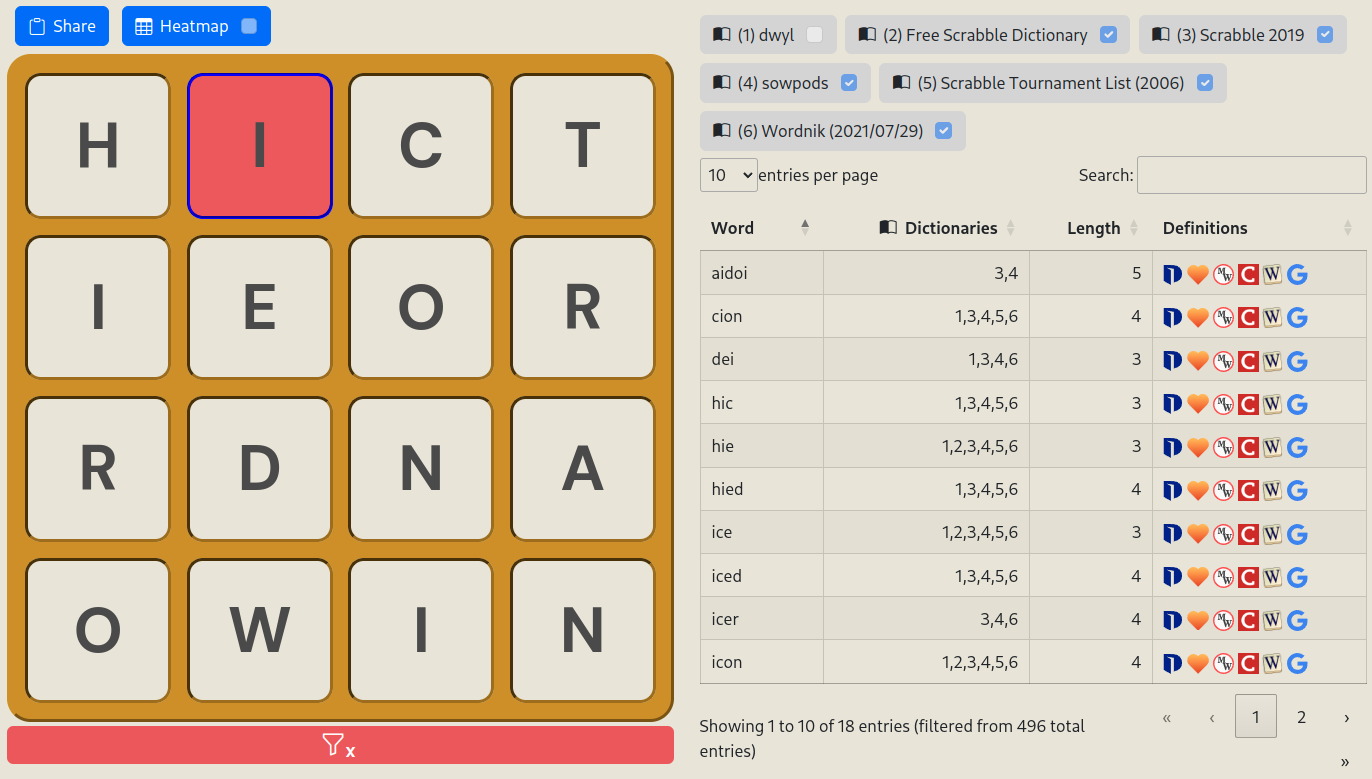 Share Heatmap
H I C T
I E O R
R D N A
O W I N
x
(1) dwyl (2) Free Scrabble Dictionary (3) Scrabble 2019
(4) sowpods (5) Scrabble Tournament List (2006)
(6) Wordnik (2021/07/29)
10 entries per page Search:
Word Dictionaries Length Definitions
aidoi 3,4 5
cion 1,3,4,5,6 4
dei 1,3,4,6 3
hic 1,3,4,5,6 3
hie 1,2,3,4,5,6 3
hied 1,3,4,5,6 4
ice 1,2,3,4,5,6 3
iced 1,3,4,5,6 4
icer 3,4,6 4
icon 1,2,3,4,5,6 4
Showing 1 to 10 of 18 entries (filtered from 496 total
entries)
« ‹ 1 2 ›
»